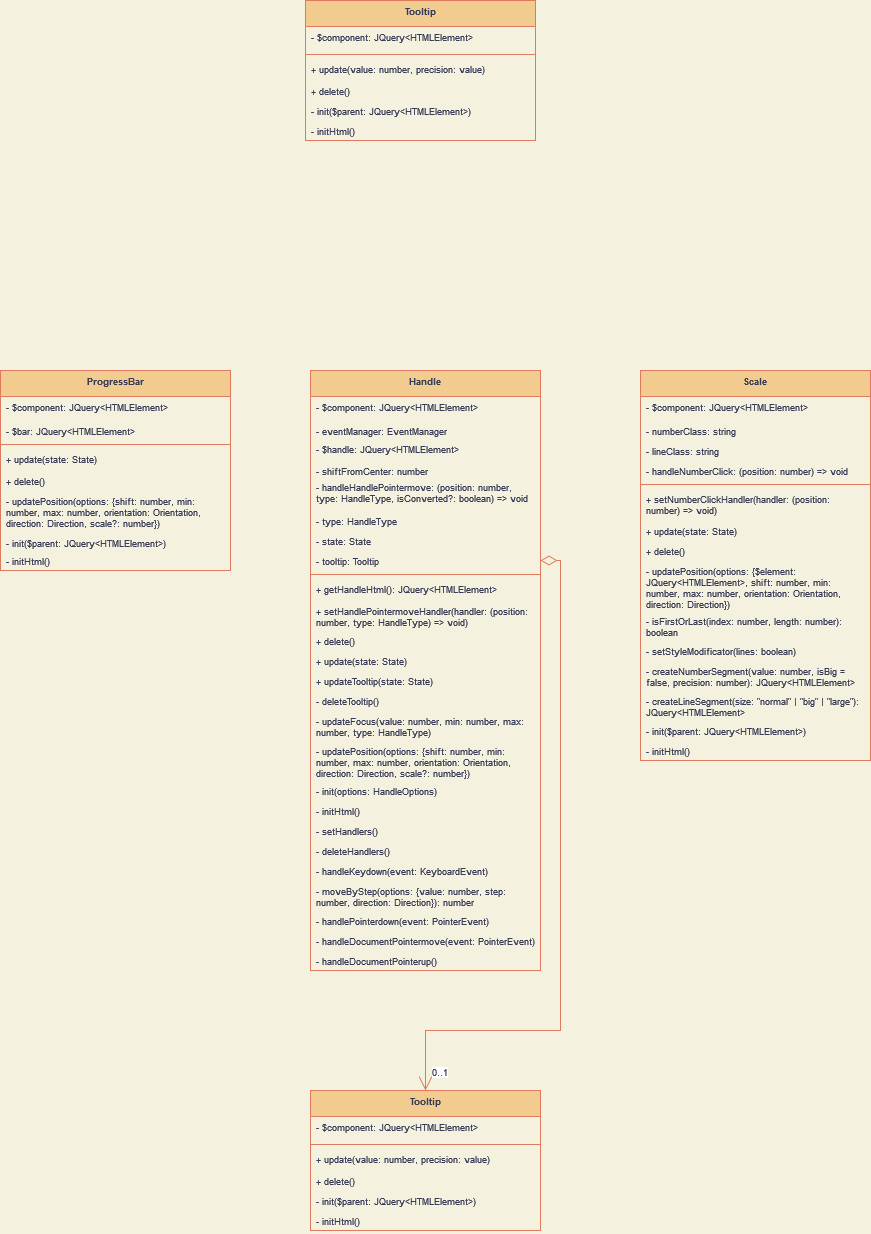 Tooltip
- $component: JQuery<HTMLElement>
+ update(value: number, precision: value)
+ delete()
- init($parent: JQuery<HTMLElement>)
- initHtml()
ProgressBar
- $component: JQuery<HTMLElement>
- $bar: JQuery<HTMLElement>
+ update(state: State)
+ delete()
- updatePosition(options: {shift: number, min:
number, max: number, orientation: Orientation,
direction: Direction, scale?: number})
- init($parent: JQuery<HTMLElement>)
- initHtml()
Handle
- $component: JQuery<HTMLElement>
- eventManager: EventManager
- $handle: JQuery<HTMLElement>
- shiftFromCenter: number
- handleHandlePointermove: (position: number,
type: HandleType, isConverted?: boolean) => void
- type: HandleType
- state: State
- tooltip: Tooltip
+ getHandleHtml(): JQuery<HTMLElement>
+ setHandlePointermoveHandler(handler: (position:
number, type: HandleType) => void)
+ delete()
+ update(state: State)
+ updateTooltip(state: State)
- deleteTooltip()
- updateFocus(value: number, min: number, max:
number, type: HandleType)
- updatePosition(options: {shift: number, min:
number, max: number, orientation: Orientation,
direction: Direction, scale?: number})
- init(options: HandleOptions)
- initHtml()
- setHandlers()
- deleteHandlers()
- handleKeydown(event: KeyboardEvent)
- moveByStep(options: {value: number, step:
number, direction: Direction}): number
- handlePointerdown(event: PointerEvent)
- handleDocumentPointermove(event: PointerEvent)
- handleDocumentPointerup()
Scale
- $component: JQuery<HTMLElement>
- numberClass: string
- lineClass: string
- handleNumberClick: (position: number) => void
+ setNumberClickHandler(handler: (position:
number) => void)
+ update(state: State)
+ delete()
- updatePosition(options: {$element:
JQuery<HTMLElement>, shift: number, min:
number, max: number, orientation: Orientation,
direction: Direction})
- isFirstOrLast(index: number, length: number):
boolean
- setStyleModificator(lines: boolean)
- createNumberSegment(value: number, isBig =
false, precision: number): JQuery<HTMLElement>
- createLineSegment(size: "normal" | "big" | "large"):
JQuery<HTMLElement>
- init($parent: JQuery<HTMLElement>)
- initHtml()
0..1
Tooltip
- $component: JQuery<HTMLElement>
+ update(value: number, precision: value)
+ delete()
- init($parent: JQuery<HTMLElement>)
- initHtml()